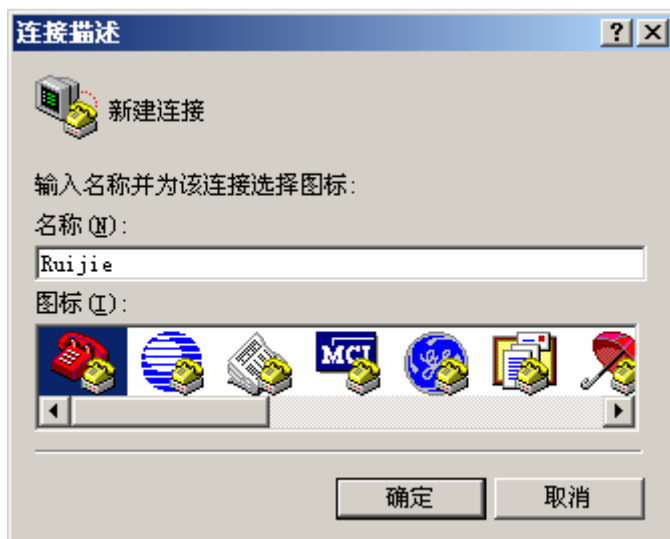 连接描述
新建连接
输入名称并为该连接选择图标:
名称(N):
Ruijie
图标(I):
MCI
确定
取消